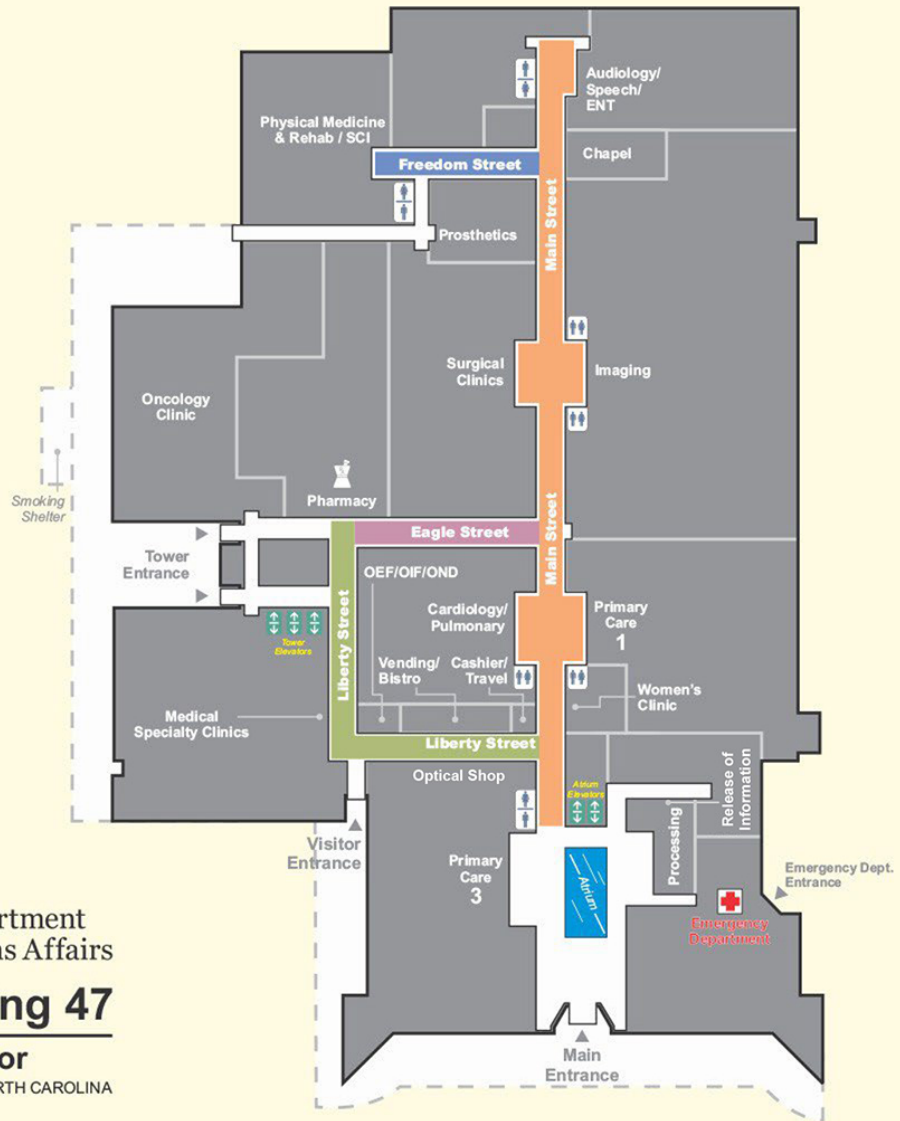 Audiology/
Speech/
ENT
Physical Medicine
& Rehab / SCI
Freedom Street
Chapel
Main Street
Prosthetics
Surgical
Clinics
Imaging
Oncology
Clinic
Smoking
Shelter
Pharmacy
Main Street
Eagle Street
Tower
Entrance
OEF/OIF/OND
Cardiology/
Pulmonary
Primary
Care
1
Tower
Elevators
Liberty Street
Vending/
Bistro
Cashier/
Travel
Women's
Clinic
Medical
Specialty Clinics
Liberty Street
Optical Shop
Atrium
Elevators
Release of
Information
Processing
Visitor
Entrance
Primary
Care
3
Atrium
Emergency Dept.
Entrance
Emergency
Department
artment
ns Affairs
ng 47
or
RTH CAROLINA
Main
Entrance